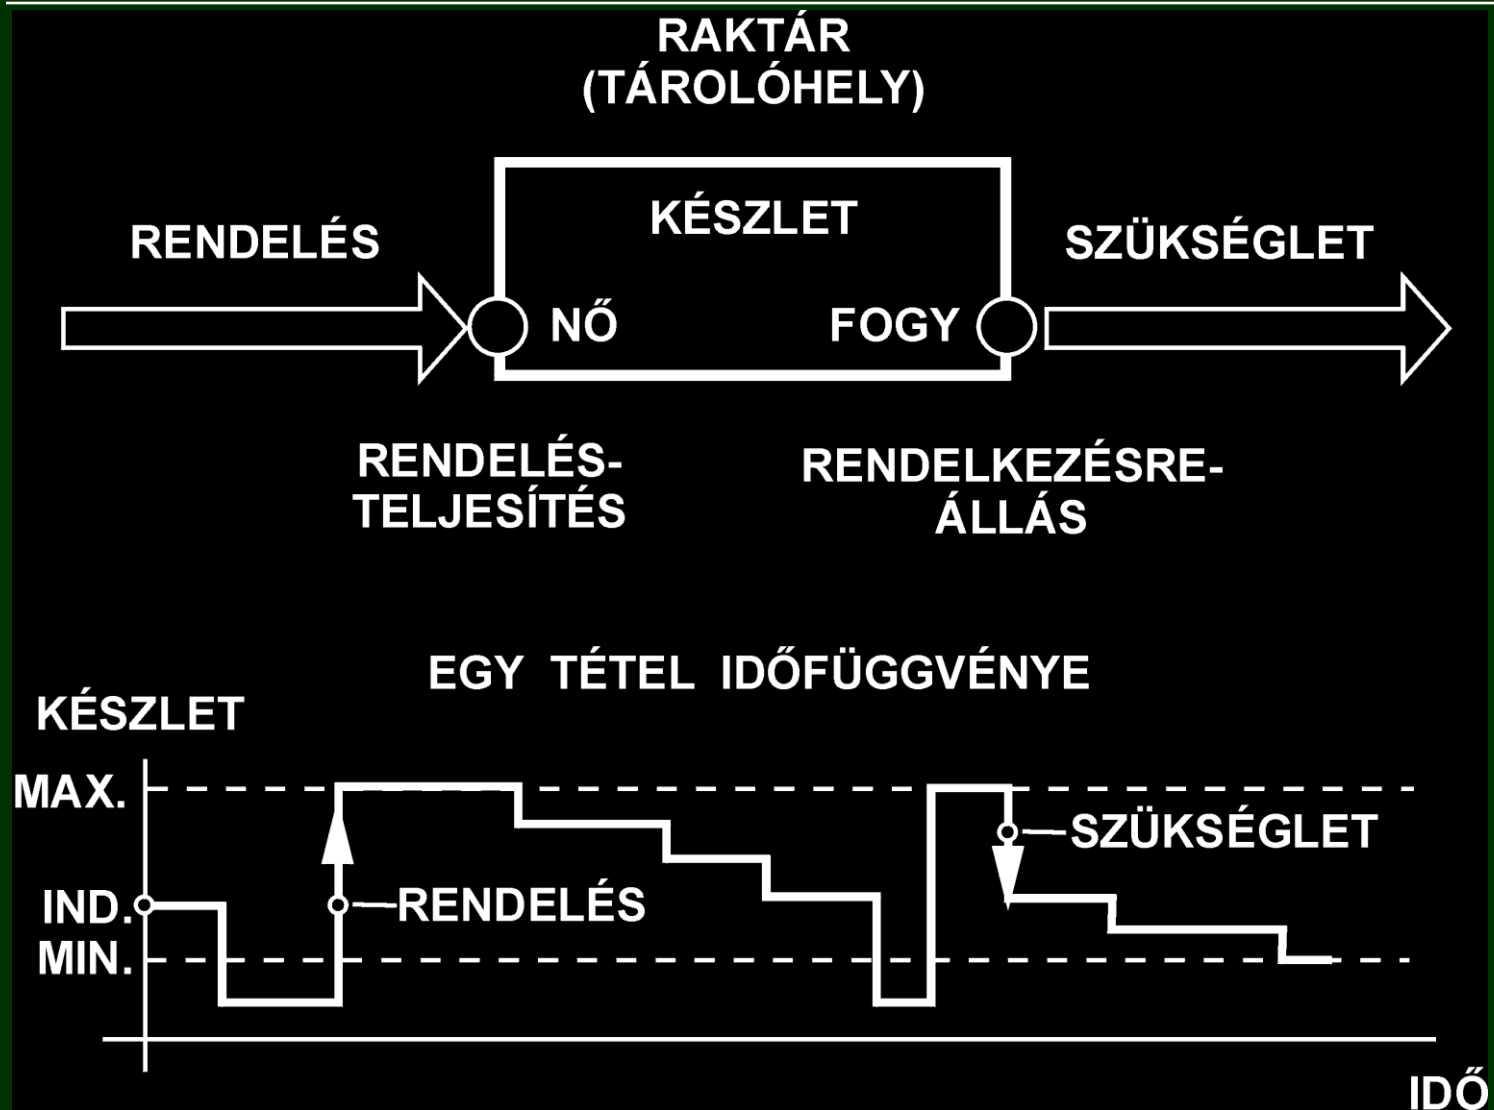 RAKTÁR
(TÁROLÓHELY)
KÉSZLET
RENDELÉS
SZÜKSÉGLET
NŐ
FOGY
RENDELÉS-
TELJESÍTÉS
RENDELKEZÉSRE-
ÁLLÁS
EGY TÉTEL IDŐFÜGGVÉNYE
KÉSZLET
MAX.
SZÜKSÉGLET
IND.
RENDELÉS
MIN.
IDŐ